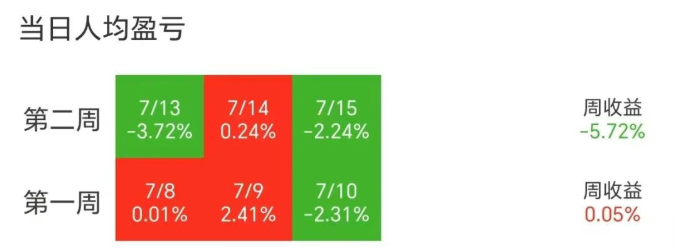 当日人均盈亏
第二周 7/13 7/14 7/15 周收益
-3.72% 0.24% -2.24% -5.72%
第一周 7/8 7/9 7/10 周收益
0.01% 2.41% -2.31% 0.05%